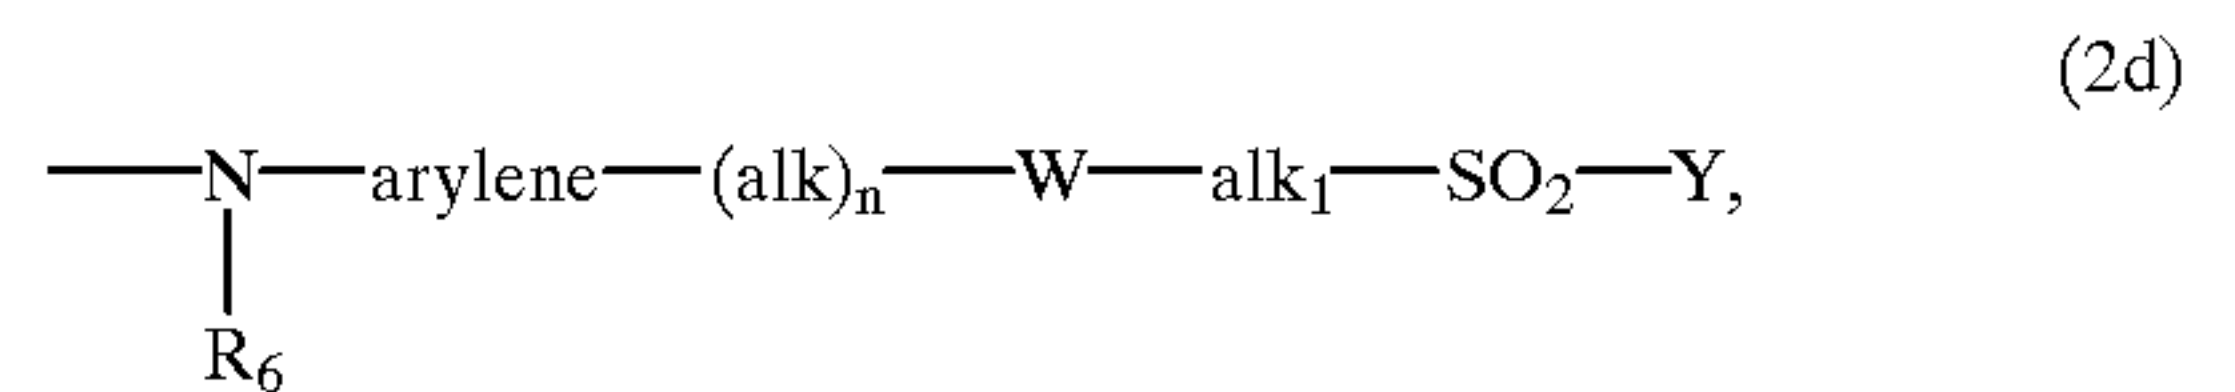 (2d)
—N—arylene—(alk)n—W—alk1—SO2—Y,
R6